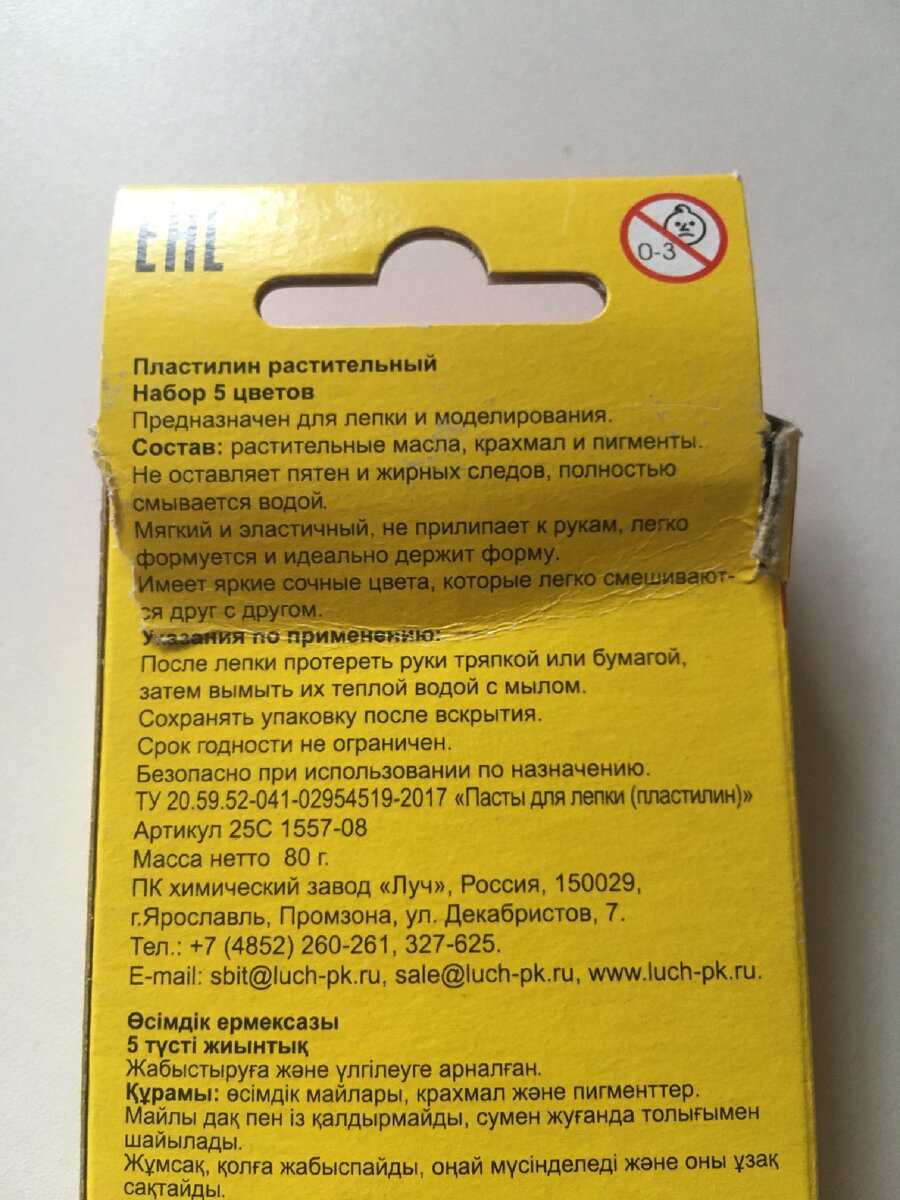 ЕАС
0-3
Пластилин растительный
Набор 5 цветов
Предназначен для лепки и моделирования.
Состав: растительные масла, крахмал и пигменты.
Не оставляет пятен и жирных следов, полностью
смывается водой.
Мягкий и эластичный, не прилипает к рукам, легко
формуется и идеально держит форму.
Имеет яркие сочные цвета, которые легко смешивают-
ся друг с другом.
Указания по применению:
После лепки протереть руки тряпкой или бумагой,
затем вымыть их теплой водой с мылом.
Сохранять упаковку после вскрытия.
Срок годности не ограничен.
Безопасно при использовании по назначению.
ТУ 20.59.52-041-02954519-2017 «Пасты для лепки (пластилин)»
Артикул 25С 1557-08
Масса нетто 80 г.
ПК химический завод «Луч», Россия, 150029,
г.Ярославль, Промзона, ул. Декабристов, 7.
Тел.: +7 (4852) 260-261, 327-625.
E-mail: sbit@luch-pk.ru, sale@luch-pk.ru, www.luch-pk.ru.
Өсімдік ермексазы
5 түсті жиынтық
Жабыстыруға және үлгілеуге арналған.
Құрамы: өсімдік майлары, крахмал және пигменттер.
Майлы дақ пен із қалдырмайды, сумен жуғанда толығымен
шайылады.
Жұмсақ, қолға жабыспайды, оңай мүсінделеді және оны ұзақ
сақтайды.